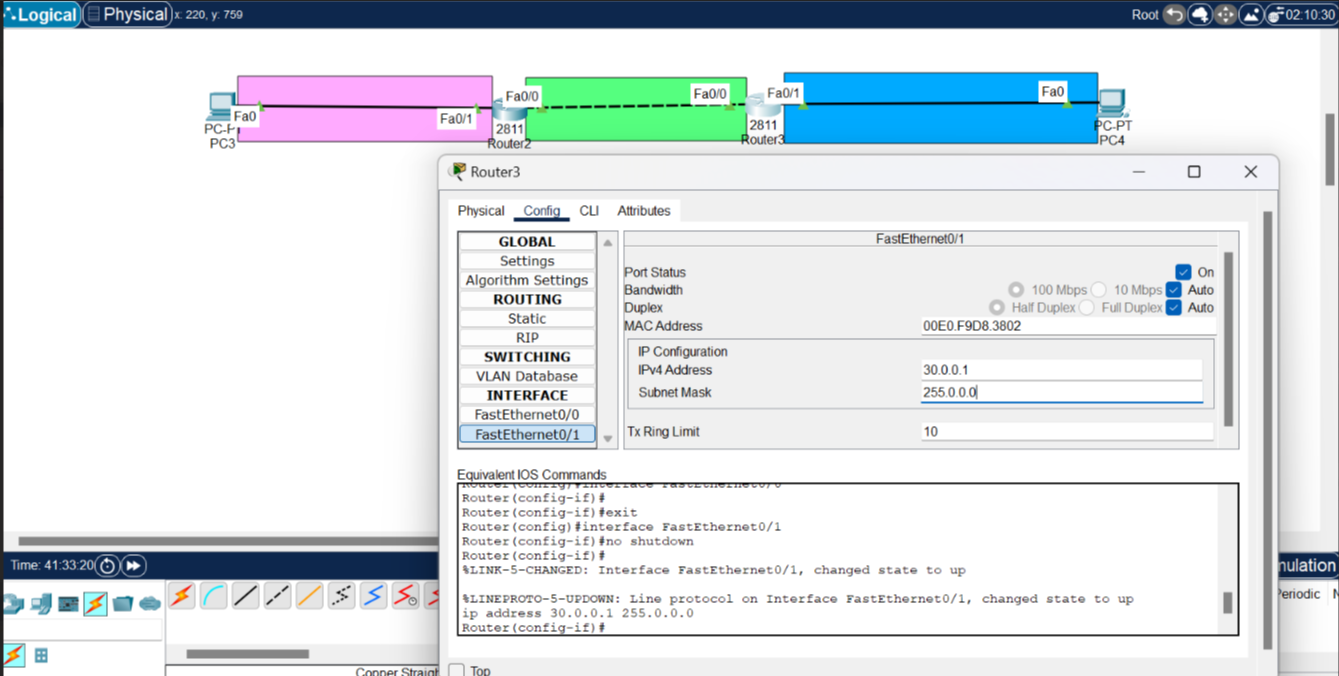 Logical Physical x: 220, y: 759 Root 02:10:30
Fa0 Fa0/1 Fa0/0 Fa0/0 Fa0/1 Fa0
PC-P
PC3
2811
Router2
2811
Router3
PC-PT
PC4
Router3
Physical Config CLI Attributes
GLOBAL
Settings
Algorithm Settings
ROUTING
Static
RIP
SWITCHING
VLAN Database
INTERFACE
FastEthernet0/0
FastEthernet0/1
FastEthernet0/1
Port Status On
Bandwidth 100 Mbps 10 Mbps Auto
Duplex Half Duplex Full Duplex Auto
MAC Address 00E0.F9D8.3802
IP Configuration
IPv4 Address 30.0.0.1
Subnet Mask 255.0.0.0
Tx Ring Limit 10
Equivalent IOS Commands
Router(config)#interface FastEthernet0/0
Router(config-if)#
Router(config-if)#exit
Router(config)#interface FastEthernet0/1
Router(config-if)#no shutdown
Router(config-if)#
%LINK-5-CHANGED: Interface FastEthernet0/1, changed state to up
%LINEPROTO-5-UPDOWN: Line protocol on Interface FastEthernet0/1, changed state to up
ip address 30.0.0.1 255.0.0.0
Router(config-if)#
Top
Time: 41:33:20
nulation
Periodic
Copper Straigh